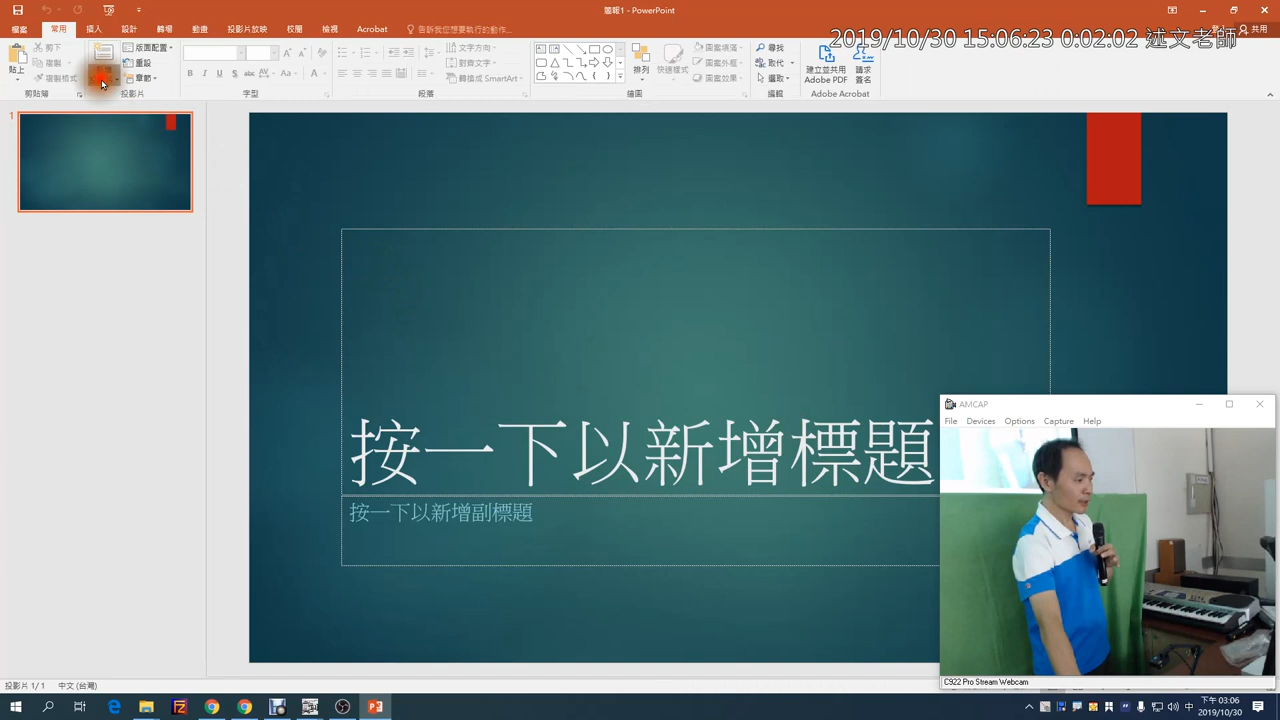 簡報1 - PowerPoint
檔案 常用 插入 設計 轉場 動畫 投影片放映 校閱 檢視 Acrobat 告訴我您想要執行的動作... 共用
2019/10/30 15:06:23 0:02:02 述文老師
貼上 剪下 複製 複製格式
版面配置 重設 章節
B I U S abc AV Aa A
文字方向 對齊文字 轉換成 SmartArt
排列 快速樣式 圖案填滿 圖案外框 圖案效果
尋找 取代 選取
建立並共用 Adobe PDF 請求簽名
剪貼簿 投影片 字型 段落 繪圖 編輯 Adobe Acrobat
1
按一下以新增標題
按一下以新增副標題
AMCAP
File Devices Options Capture Help
C922 Pro Stream Webcam
投影片 1/1 中文 (台灣)
下午 03:06
2019/10/30